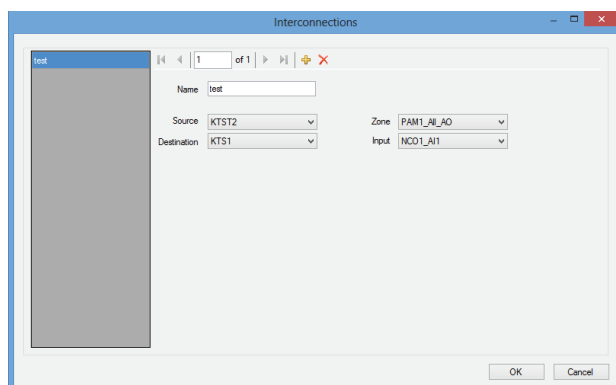 Interconnections
test
1 of 1
Name test
Source KTST2 Zone PAM1_All_AO
Destination KTS1 Input NCO1_AI1
OK Cancel